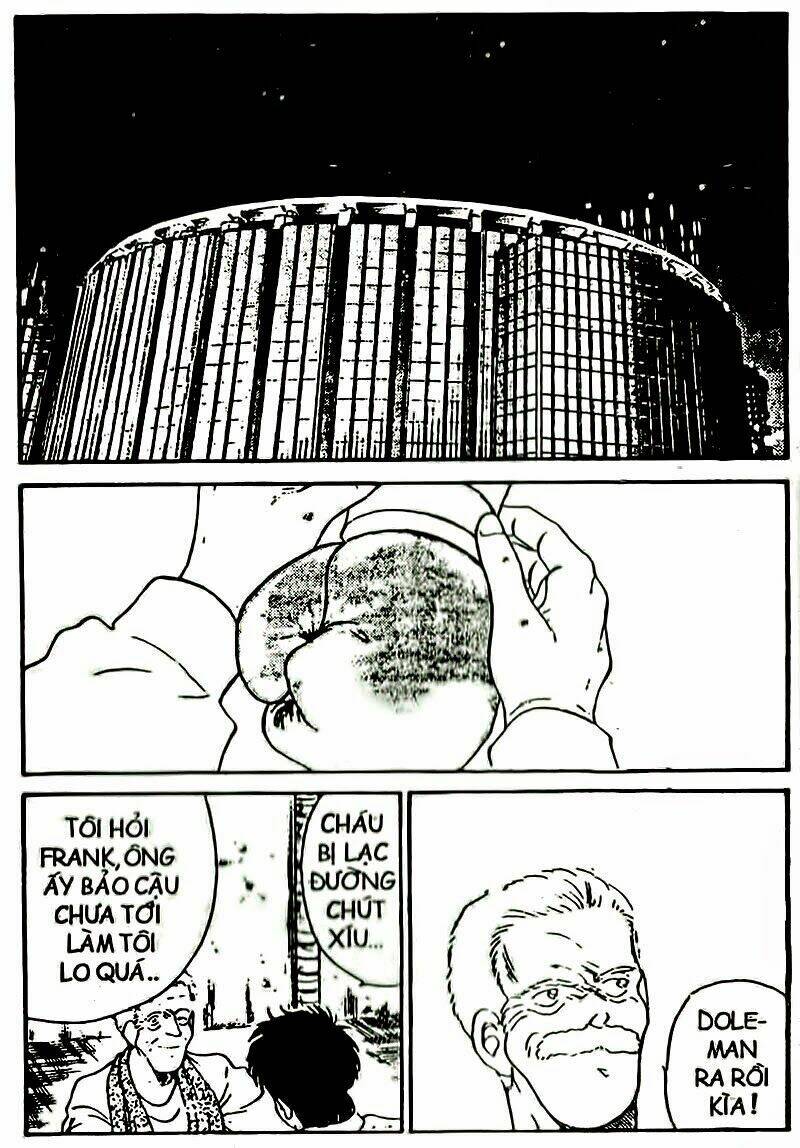 TÔI HỎI
FRANK, ÔNG
ẤY BẢO CẬU
CHƯA TỚI
LÀM TÔI
LO QUÁ..
CHÁU
BỊ LẠC
ĐƯỜNG
CHÚT
XÍU...
DOLE-
MAN
RA RỒI
KÌA!